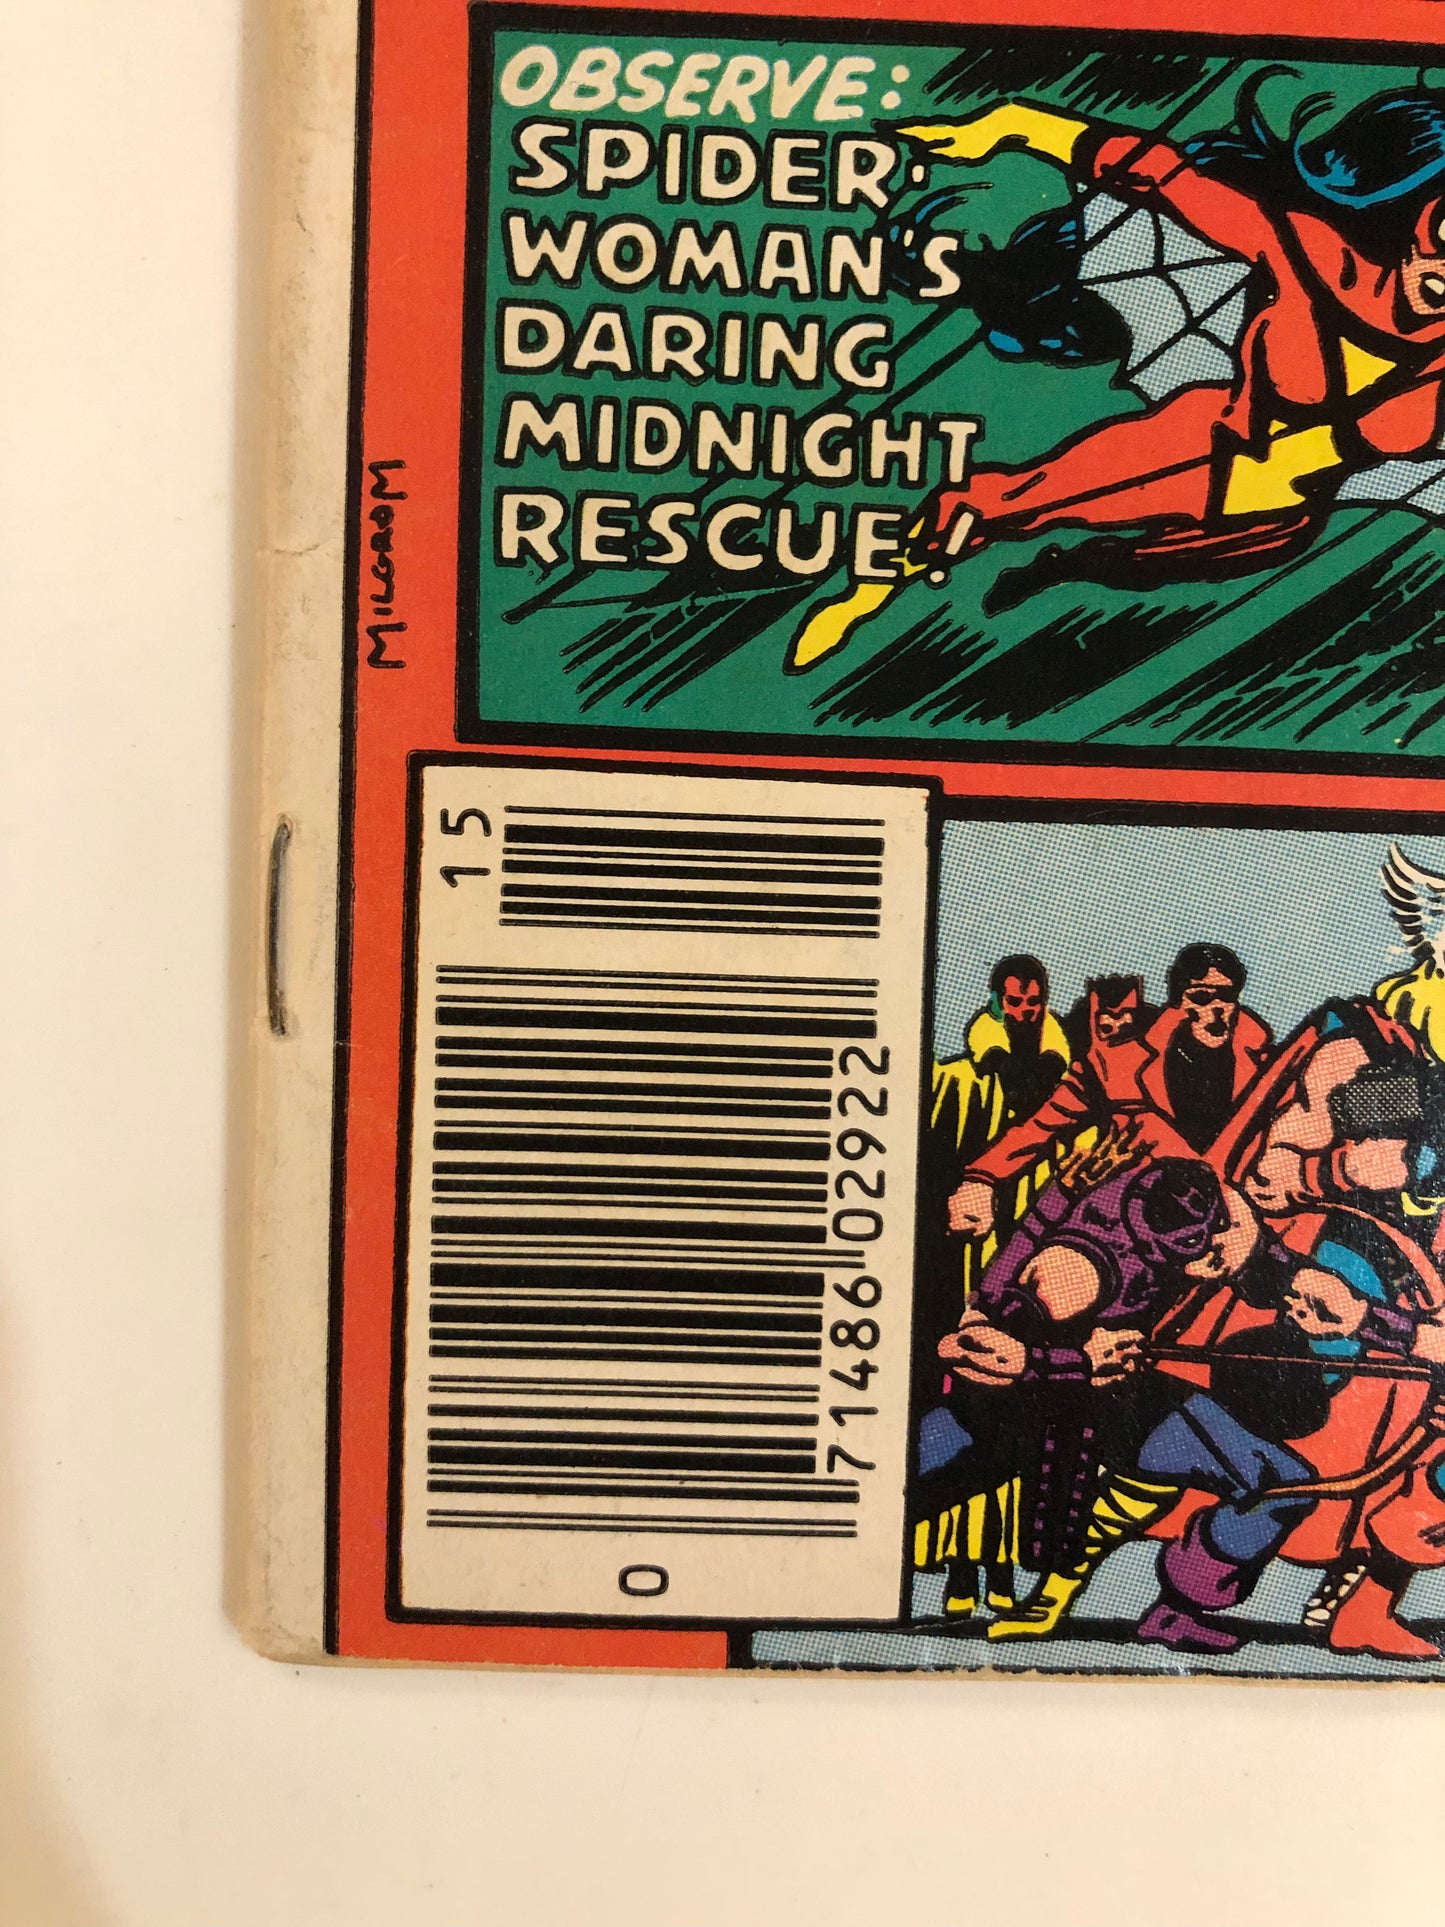 OBSERVE:
SPIDER-
WOMAN'S
DARING
MIDNIGHT
RESCUE!
MILGROM
15
71486 02922
0